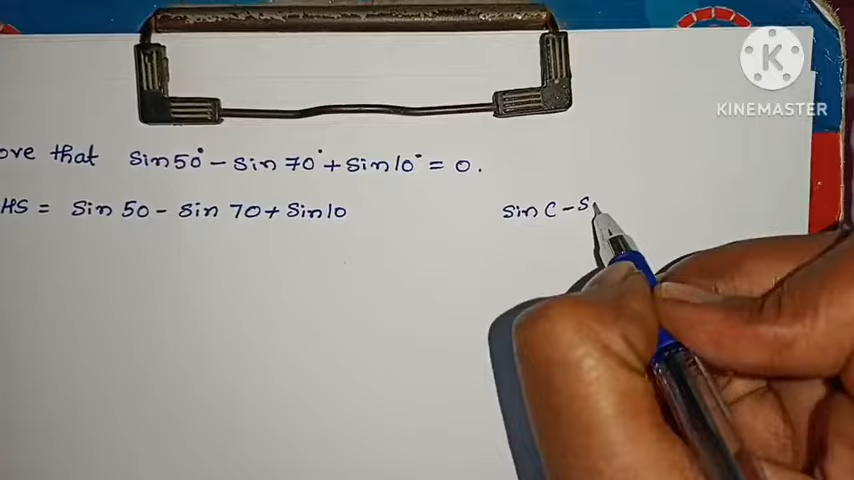 KINEMASTER
ove that sin50° - sin 70° + sin10° = 0.
HS = sin 50 - sin 70 + sin10
sin C - S